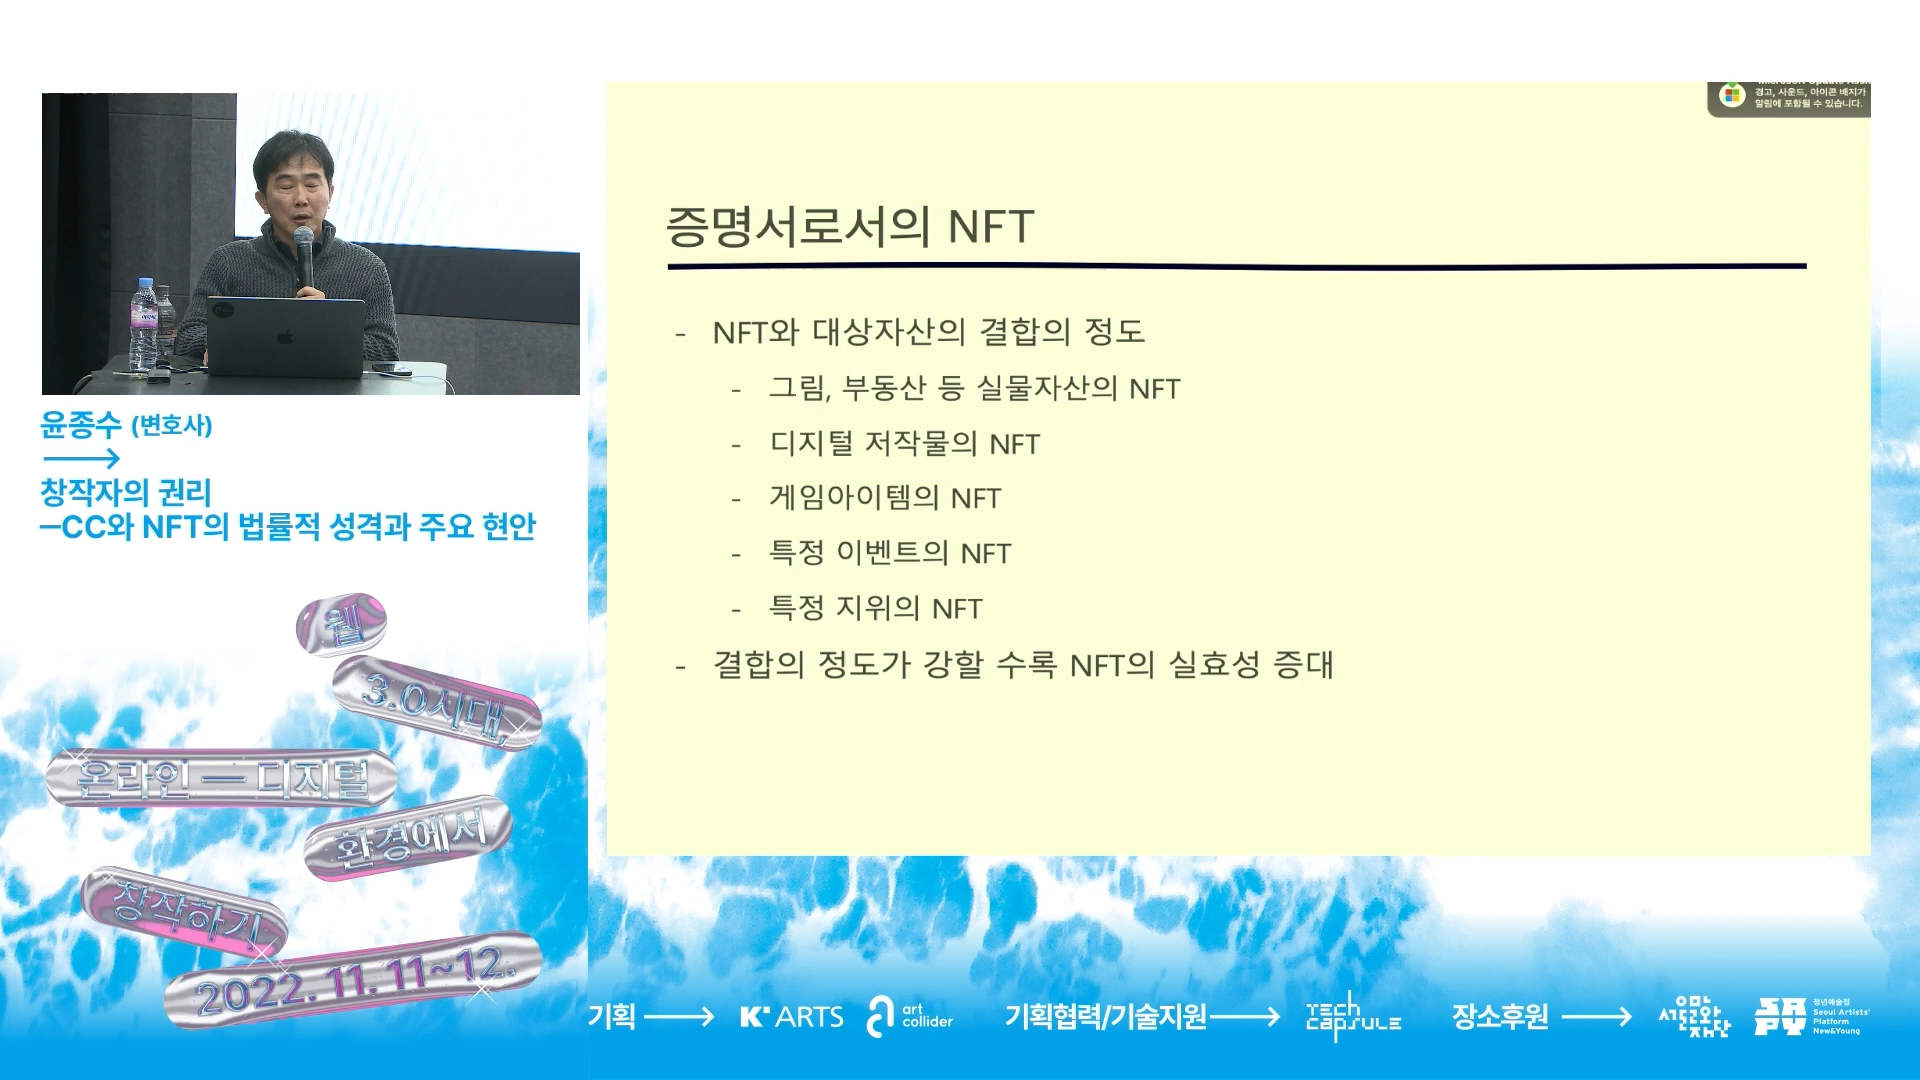 경고, 사운드, 아이콘 배지가
알림에 포함될 수 있습니다.
증명서로서의 NFT
- NFT와 대상자산의 결합의 정도
- 그림, 부동산 등 실물자산의 NFT
- 디지털 저작물의 NFT
- 게임아이템의 NFT
- 특정 이벤트의 NFT
- 특정 지위의 NFT
- 결합의 정도가 강할 수록 NFT의 실효성 증대
윤종수 (변호사)
창작자의 권리
—CC와 NFT의 법률적 성격과 주요 현안
웹
3.0시대,
온라인 — 디지털
환경에서
창작하기
2022. 11. 11~12.
기획
K'ARTS
art
collider
기획협력/기술지원
TECH
CAPSULE
장소후원
서울문화재단
SAPY
청년예술청
Seoul Artists'
Platform
New&Young